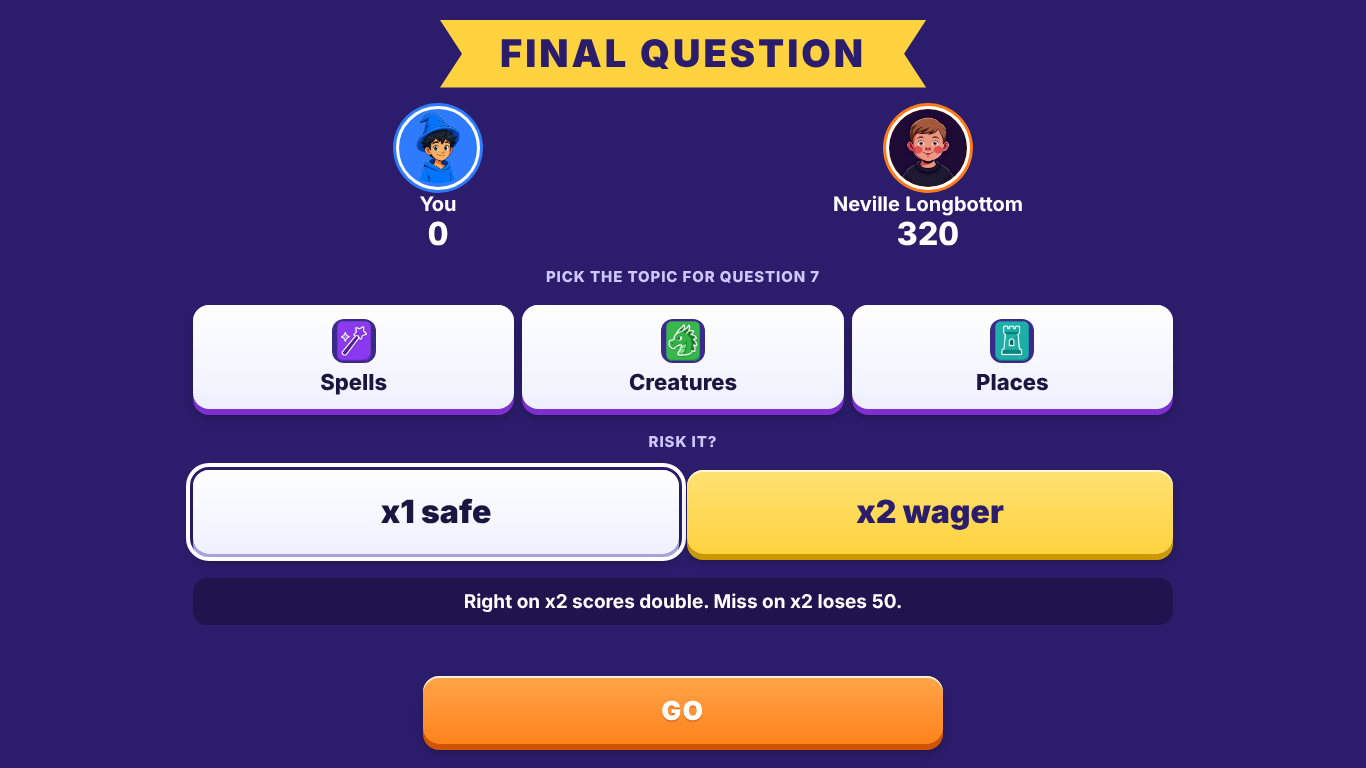 FINAL QUESTION
You
0
Neville Longbottom
320
PICK THE TOPIC FOR QUESTION 7
Spells
Creatures
Places
RISK IT?
x1 safe
x2 wager
Right on x2 scores double. Miss on x2 loses 50.
GO